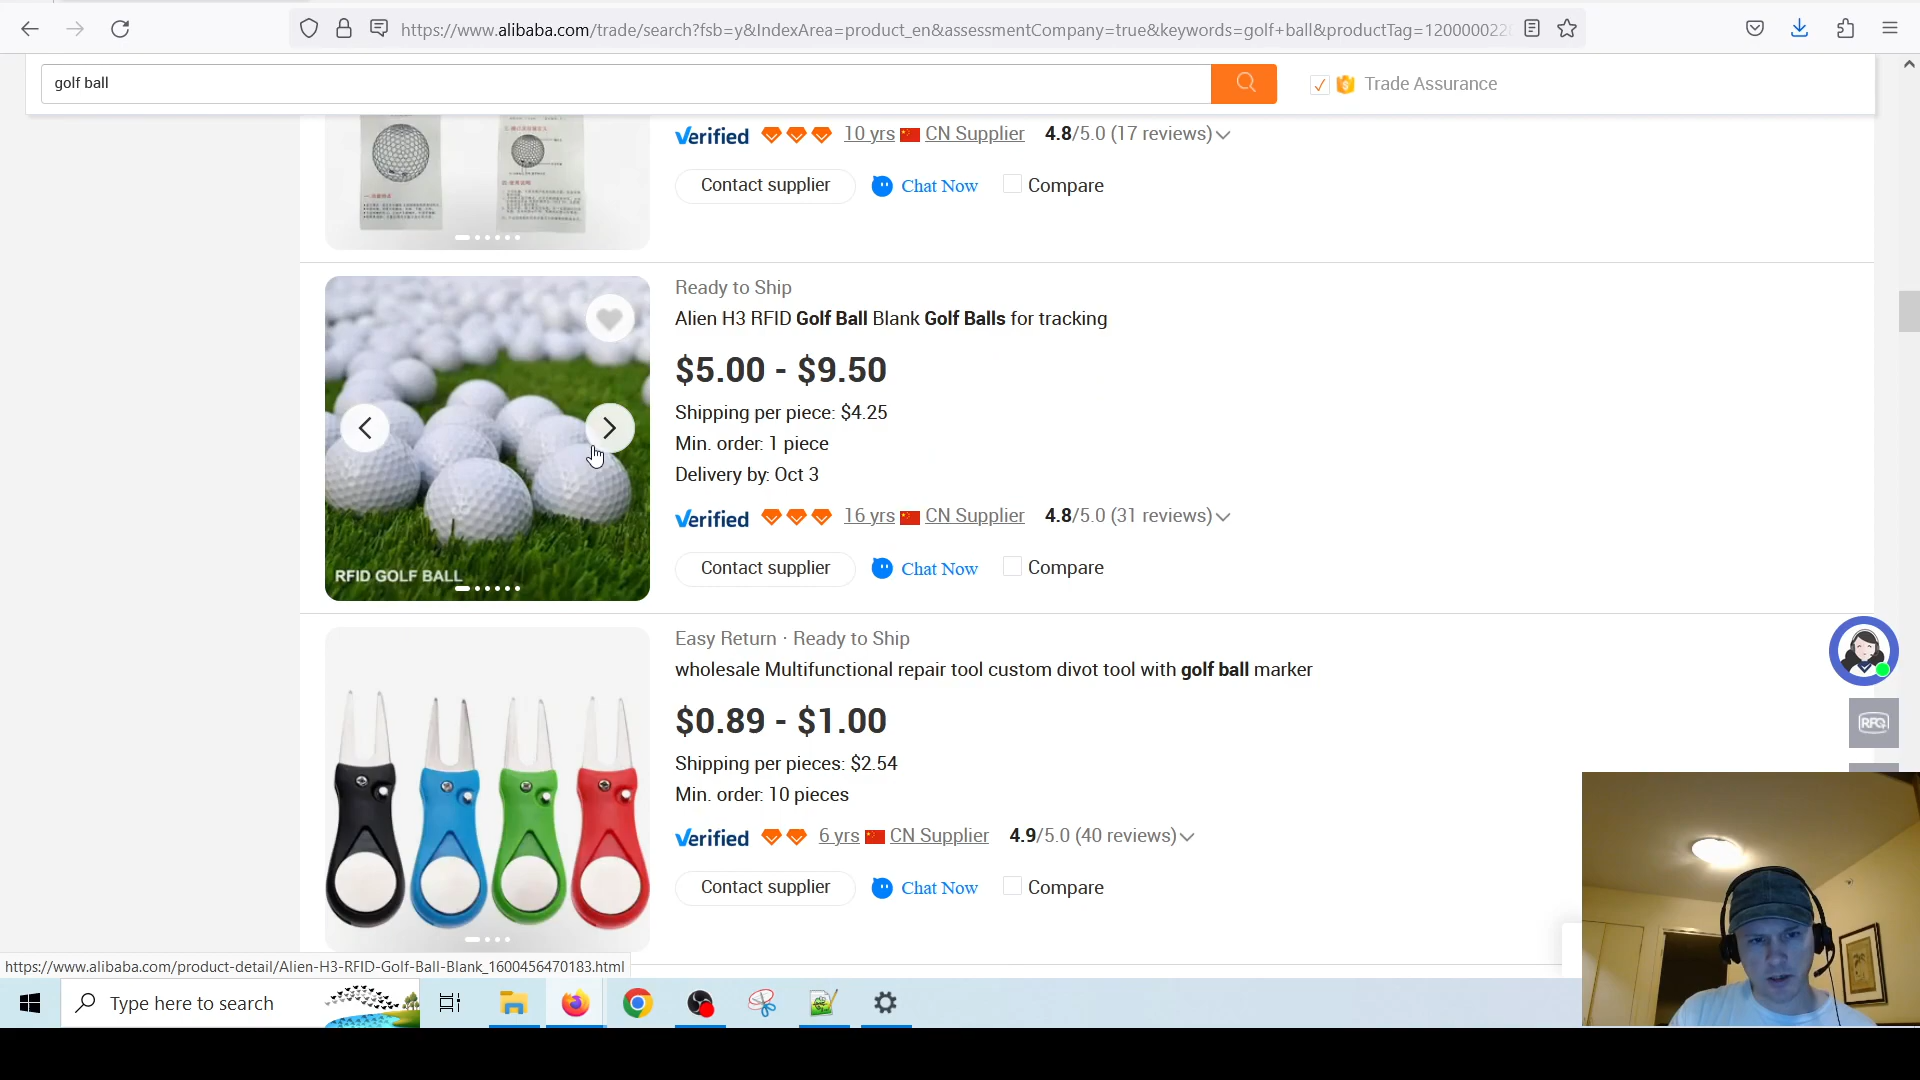 https://www.alibaba.com/trade/search?fsb=y&IndexArea=product_en&assessmentCompany=true&keywords=golf+ball&productTag=120000022
golf ball
Trade Assurance
Verified 10 yrs CN Supplier 4.8/5.0 (17 reviews)
Contact supplier Chat Now Compare
Ready to Ship
Alien H3 RFID Golf Ball Blank Golf Balls for tracking
$5.00 - $9.50
Shipping per piece: $4.25
Min. order: 1 piece
Delivery by: Oct 3
Verified 16 yrs CN Supplier 4.8/5.0 (31 reviews)
Contact supplier Chat Now Compare
RFID GOLF BALL
Easy Return · Ready to Ship
wholesale Multifunctional repair tool custom divot tool with golf ball marker
$0.89 - $1.00
Shipping per pieces: $2.54
Min. order: 10 pieces
Verified 6 yrs CN Supplier 4.9/5.0 (40 reviews)
Contact supplier Chat Now Compare
RFQ
https://www.alibaba.com/product-detail/Alien-H3-RFID-Golf-Ball-Blank_1600456470183.html
Type here to search